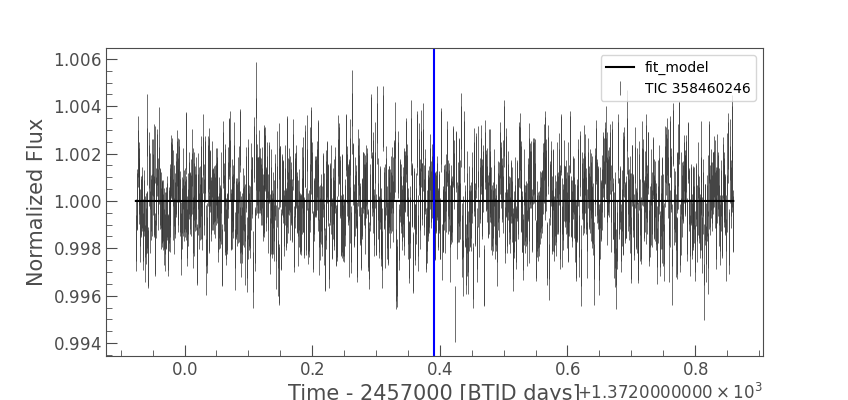 1.006
1.004
1.002
1.000
0.998
0.996
0.994
Normalized Flux
fit_model
TIC 358460246
0.0 0.2 0.4 0.6 0.8
Time - 2457000 [BTJD days]
+1.3720000000 × 10³